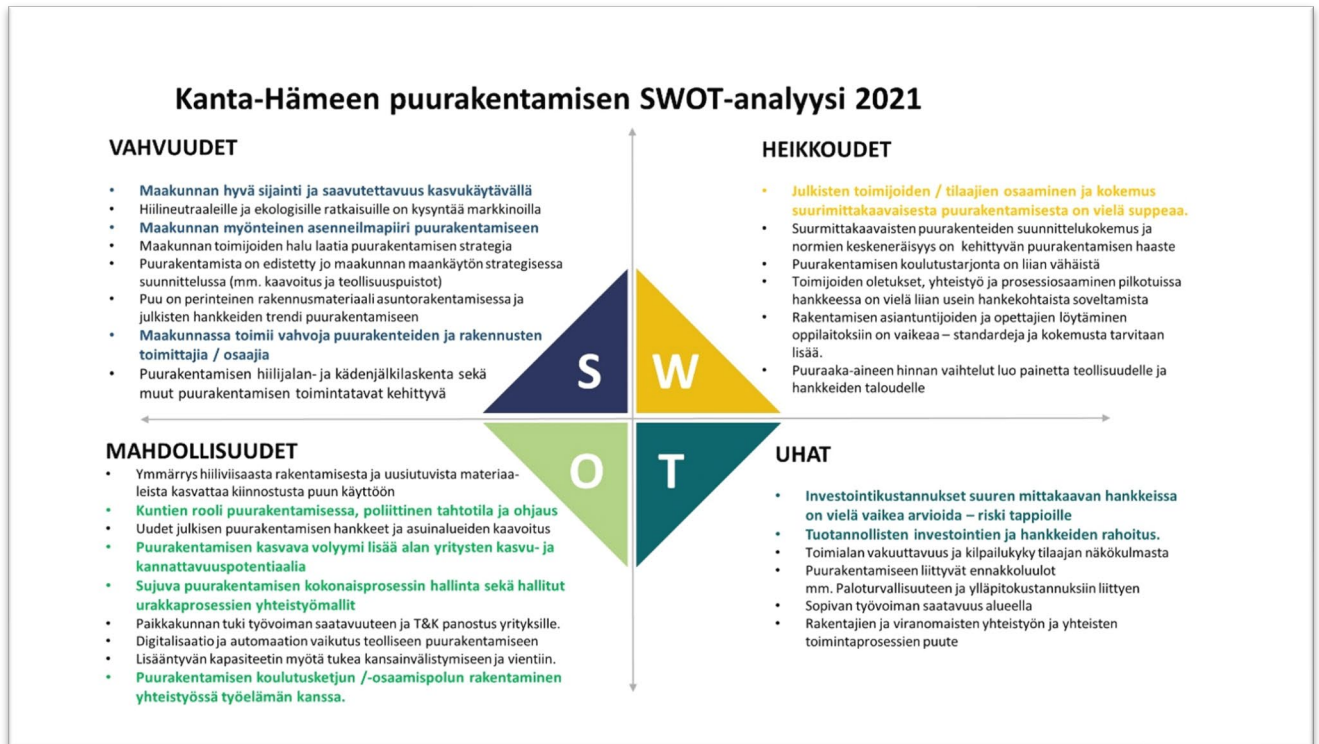 Kanta-Hämeen puurakentamisen SWOT-analyysi 2021
VAHVUUDET
• Maakunnan hyvä sijainti ja saavutettavuus kasvukäytävällä
• Hiilineutraaleille ja ekologisille ratkaisuille on kysyntää markkinoilla
• Maakunnan myönteinen asenneilmapiiri puurakentamiseen
• Maakunnan toimijoiden halu laatia puurakentamisen strategia
• Puurakentamista on edistetty jo maakunnan maankäytön strategisessa
suunnittelussa (mm. kaavoitus ja teollisuuspuistot)
• Puu on perinteinen rakennusmateriaali asuntorakentamisessa ja
julkisten hankkeiden trendi puurakentamiseen
• Maakunnassa toimii vahvoja puurakenteiden ja rakennusten
toimittajia / osaajia
• Puurakentamisen hiilijalan- ja kädenjälkilaskenta sekä
muut puurakentamisen toimintatavat kehittyvä
HEIKKOUDET
• Julkisten toimijoiden / tilaajien osaaminen ja kokemus
suurimittakaavaisesta puurakentamisesta on vielä suppeaa.
• Suurmittakaavaisten puurakenteiden suunnittelukokemus ja
normien keskeneräisyys on kehittyvän puurakentamisen haaste
• Puurakentamisen koulutustarjonta on liian vähäistä
• Toimijoiden oletukset, yhteistyö ja prosessiosaaminen pilkotuissa
hankkeessa on vielä liian usein hankekohtaista soveltamista
• Rakentamisen asiantuntijoiden ja opettajien löytäminen
oppilaitoksiin on vaikeaa – standardeja ja kokemusta tarvitaan
lisää.
• Puuraaka-aineen hinnan vaihtelut luo painetta teollisuudelle ja
hankkeiden taloudelle
S
W
O
T
MAHDOLLISUUDET
• Ymmärrys hiiliviisaasta rakentamisesta ja uusiutuvista materiaa-
leista kasvattaa kiinnostusta puun käyttöön
• Kuntien rooli puurakentamisessa, poliittinen tahtotila ja ohjaus
• Uudet julkisen puurakentamisen hankkeet ja asuinalueiden kaavoitus
• Puurakentamisen kasvava volyymi lisää alan yritysten kasvu- ja
kannattavuuspotentiaalia
• Sujuva puurakentamisen kokonaisprosessin hallinta sekä hallitut
urakkaprosessien yhteistyömallit
• Paikkakunnan tuki työvoiman saatavuuteen ja T&K panostus yrityksille.
• Digitalisaatio ja automaation vaikutus teolliseen puurakentamiseen
• Lisääntyvän kapasiteetin myötä tukea kansainvälistymiseen ja vientiin.
• Puurakentamisen koulutusketjun /-osaamispolun rakentaminen
yhteistyössä työelämän kanssa.
UHAT
• Investointikustannukset suuren mittakaavan hankkeissa
on vielä vaikea arvioida – riski tappioille
• Tuotannollisten investointien ja hankkeiden rahoitus.
• Toimialan vakuuttavuus ja kilpailukyky tilaajan näkökulmasta
• Puurakentamiseen liittyvät ennakkoluulot
mm. Paloturvallisuuteen ja ylläpitokustannuksiin liittyen
• Sopivan työvoiman saatavuus alueella
• Rakentajien ja viranomaisten yhteistyön ja yhteisten
toimintaprosessien puute